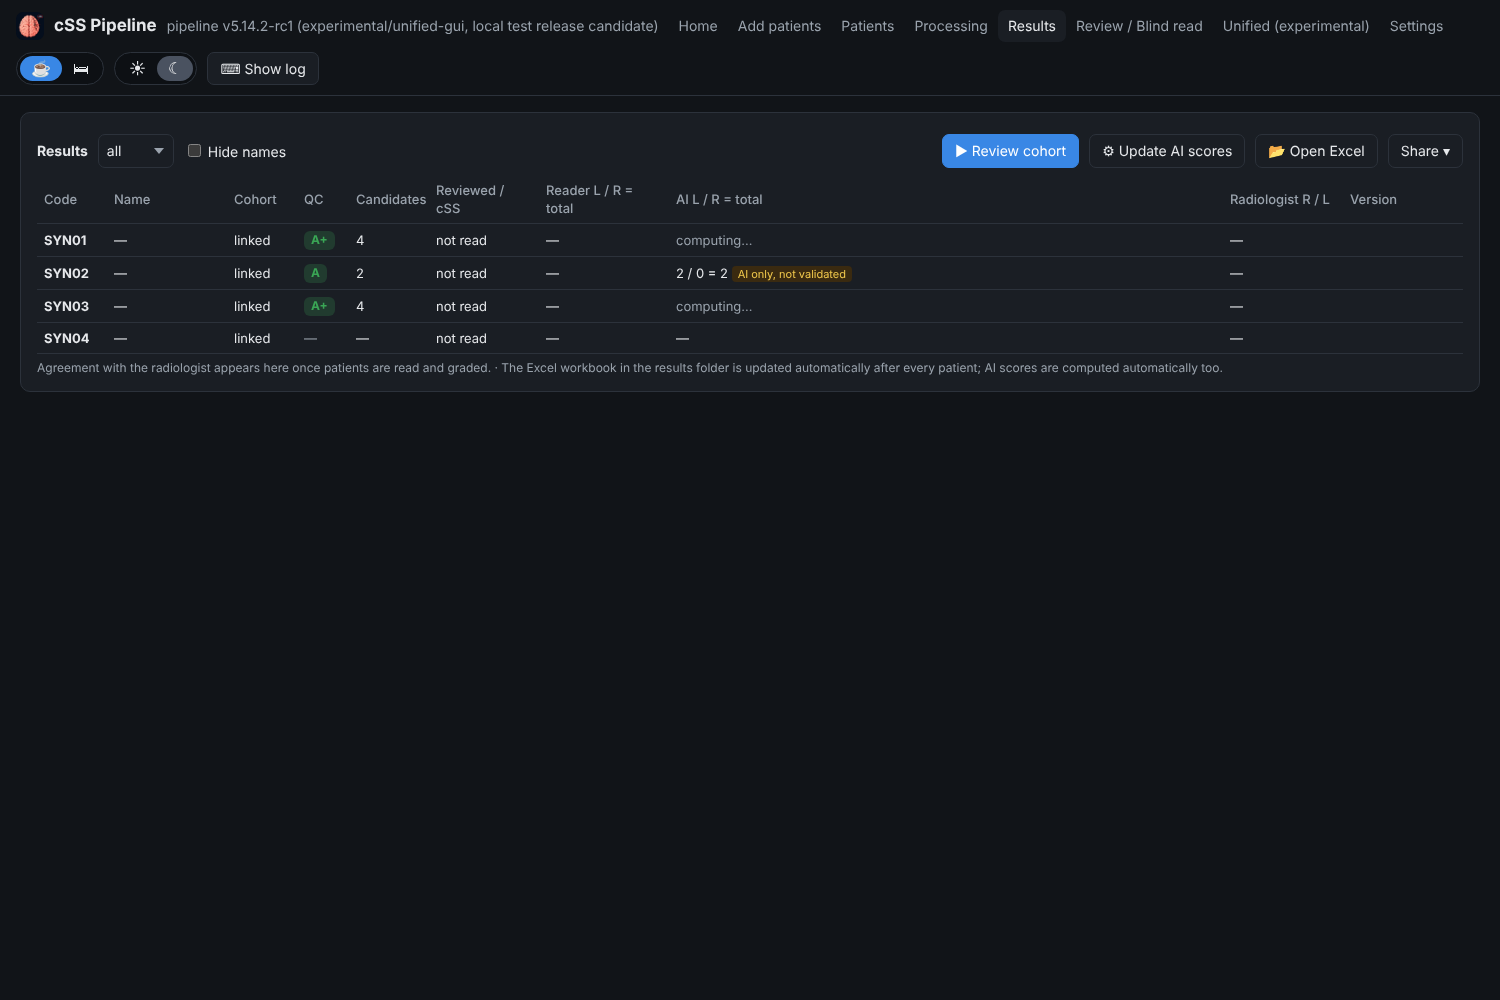 cSS Pipeline pipeline v5.14.2-rc1 (experimental/unified-gui, local test release candidate) Home Add patients Patients Processing Results Review / Blind read Unified (experimental) Settings
Show log
Results all Hide names Review cohort Update AI scores Open Excel Share
Code Name Cohort QC Candidates Reviewed / cSS Reader L / R = total AI L / R = total Radiologist R / L Version
SYN01 — linked A+ 4 not read — computing... —
SYN02 — linked A 2 not read — 2 / 0 = 2 AI only, not validated —
SYN03 — linked A+ 4 not read — computing... —
SYN04 — linked — — not read — — —
Agreement with the radiologist appears here once patients are read and graded. · The Excel workbook in the results folder is updated automatically after every patient; AI scores are computed automatically too.